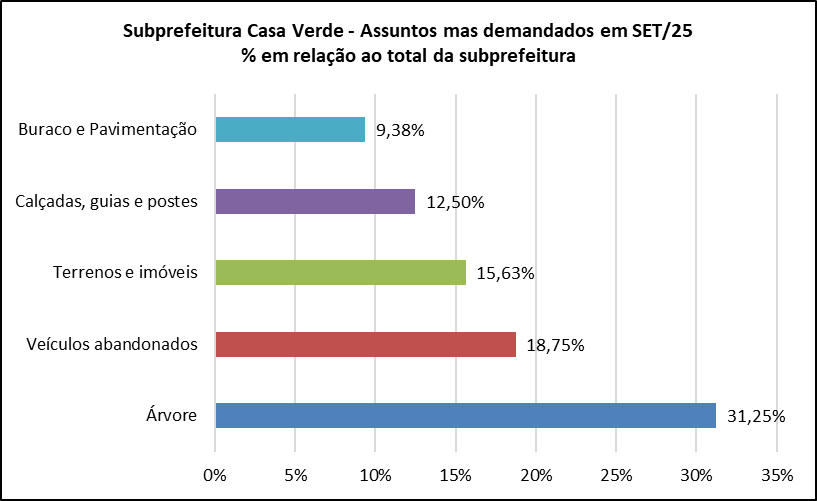 Subprefeitura Casa Verde - Assuntos mas demandados em SET/25
% em relação ao total da subprefeitura
Buraco e Pavimentação 9,38%
Calçadas, guias e postes 12,50%
Terrenos e imóveis 15,63%
Veículos abandonados 18,75%
Árvore 31,25%
0% 5% 10% 15% 20% 25% 30% 35%